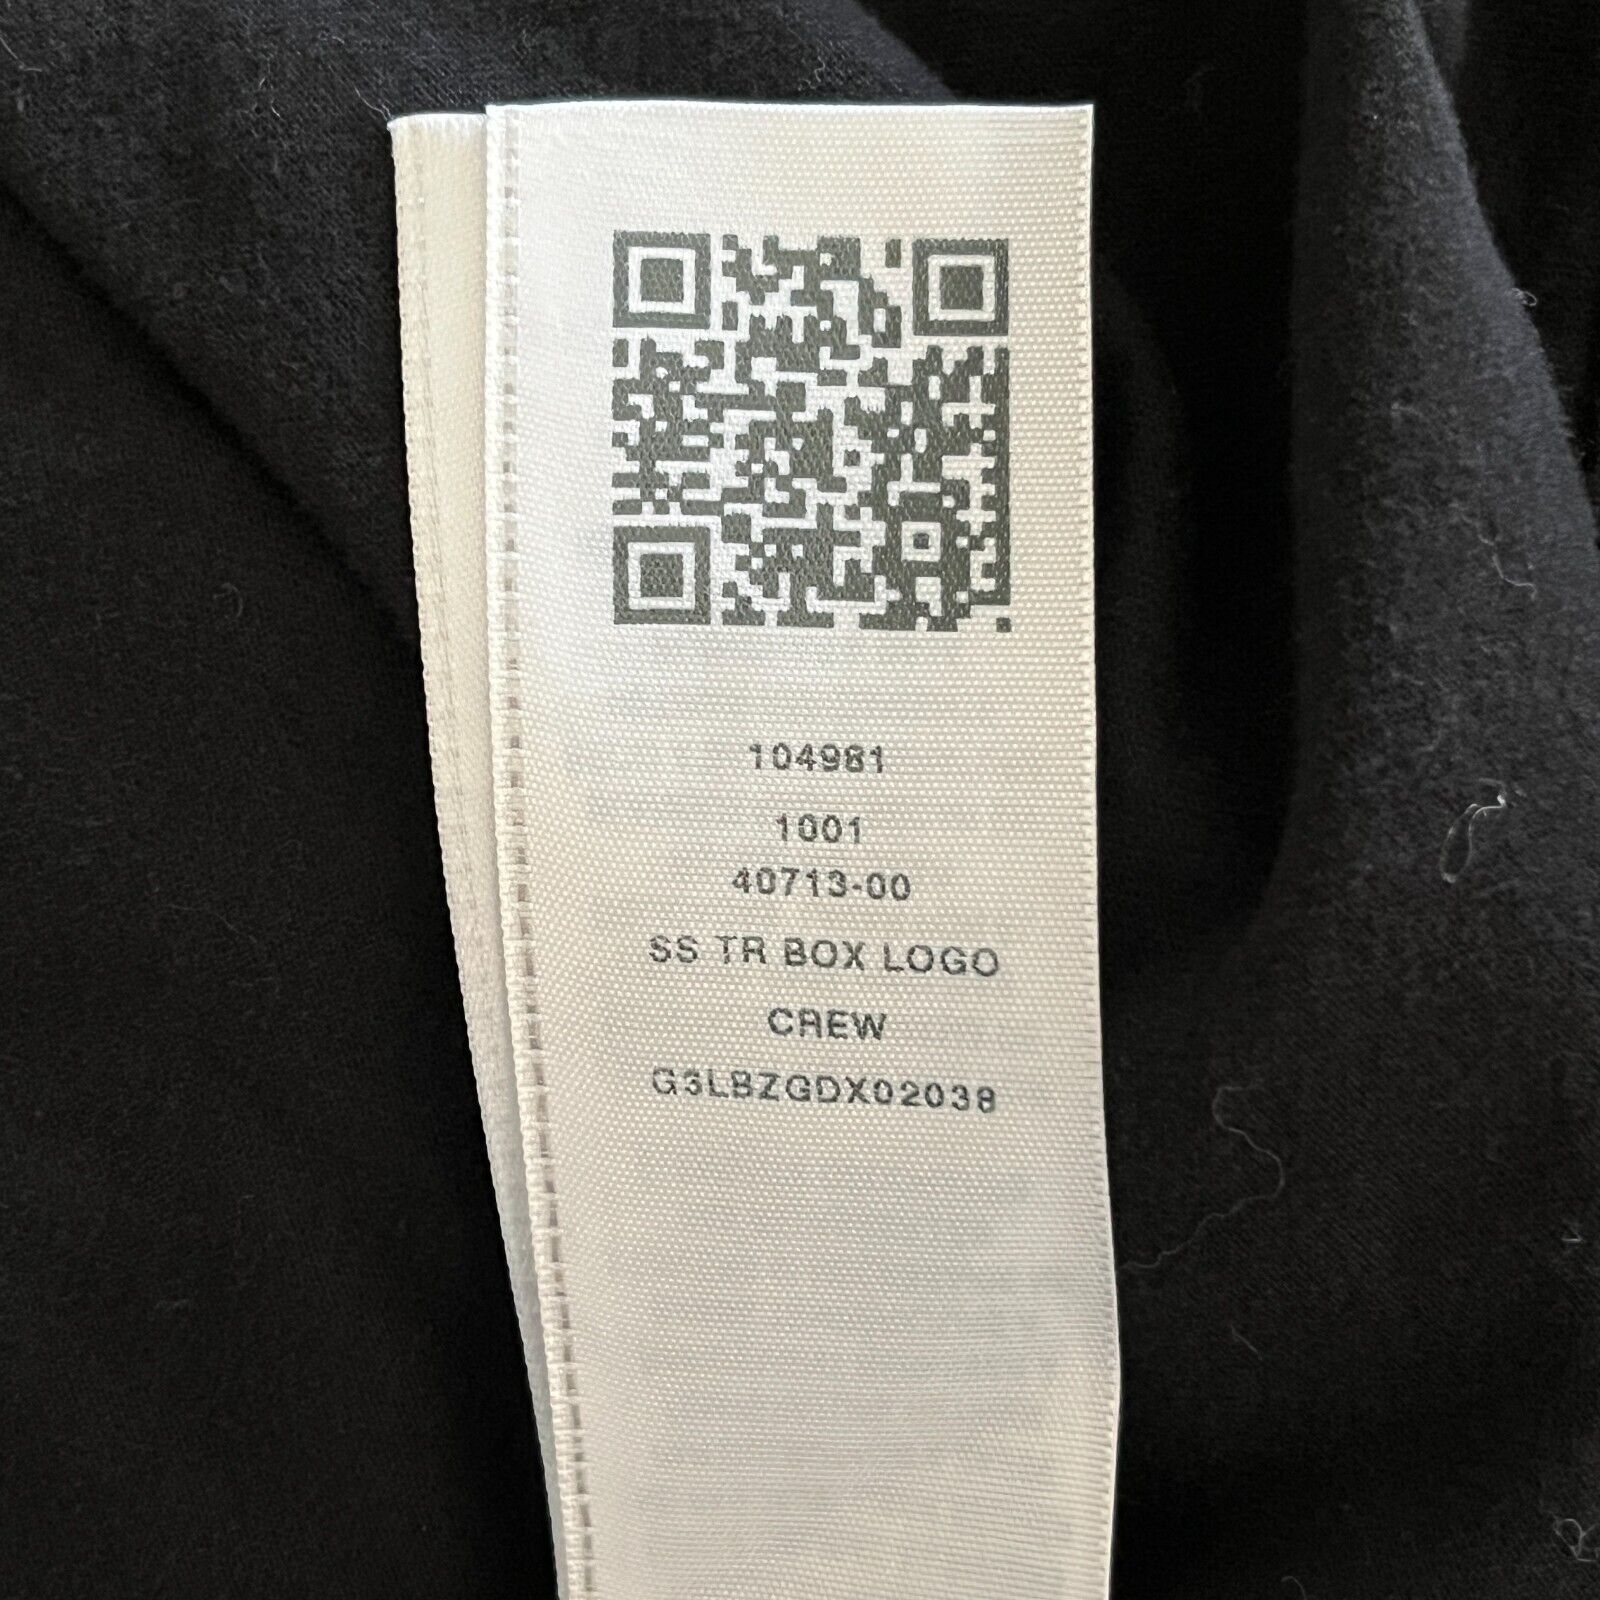 104981
1001
40713-00
SS TR BOX LOGO
CREW
G3LBZGDX02038